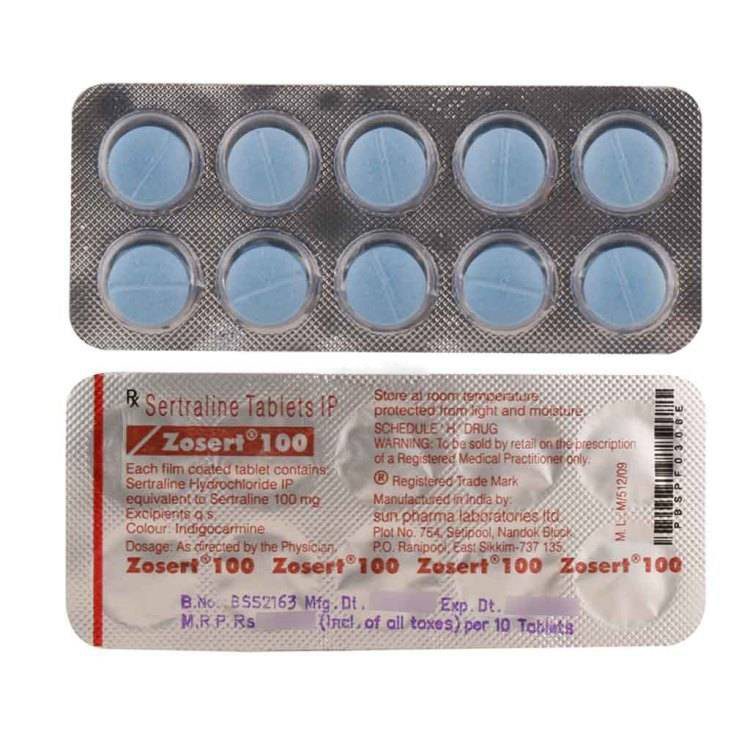 PBSPF0308E
Rx Sertraline Tablets IP
Zosert® 100
Each film coated tablet contains:
Sertraline Hydrochloride IP
equivalent to Sertraline 100 mg
Excipients q.s.
Colour: Indigocarmine
Dosage: As directed by the Physician.
Store at room temperature,
protected from light and moisture.
SCHEDULE 'H' DRUG
WARNING: To be sold by retail on the prescription
of a Registered Medical Practitioner only.
® Registered Trade Mark
Manufactured in India by:
sun pharma laboratories ltd.
Plot No. 754, Setipool, Nandok Block,
P.O. Ranipool, East Sikkim-737 135.
M. L.: M/512/09
Zosert® 100 Zosert® 100 Zosert® 100 Zosert® 100
B.No. BSS2163 Mfg.Dt. Exp.Dt.
M.R.P Rs (Incl. of all taxes) per 10 Tablets